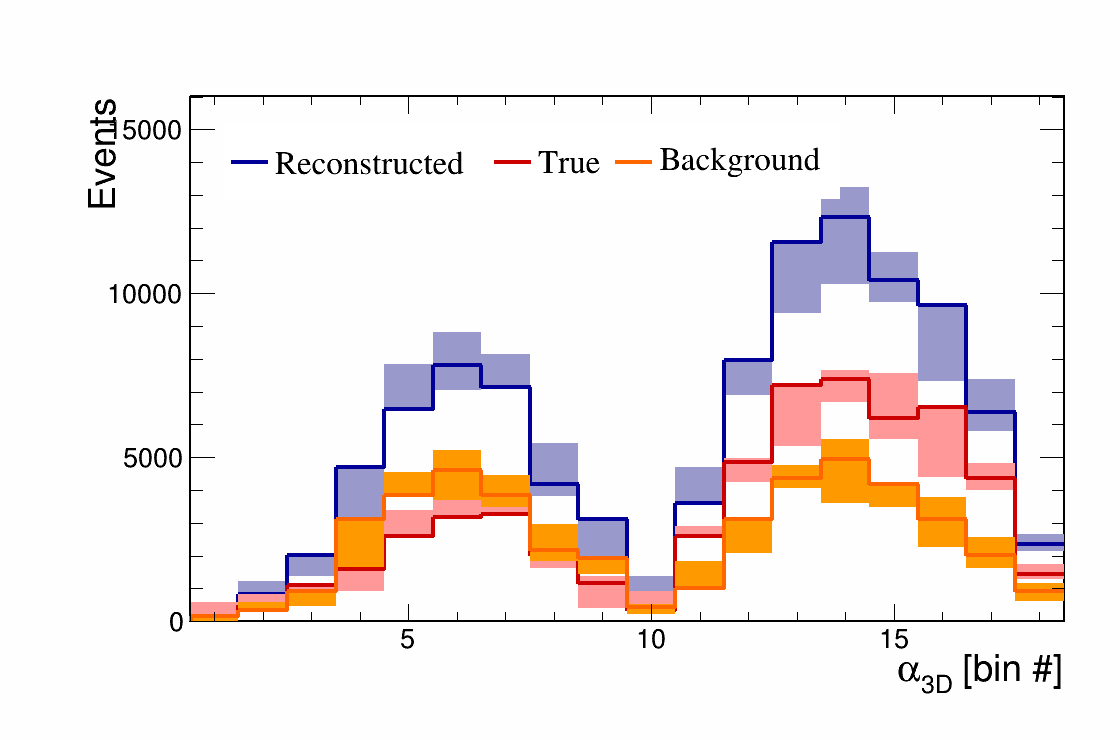 Events
15000
10000
5000
0
Reconstructed True Background
5 10 15
α3D [bin #]